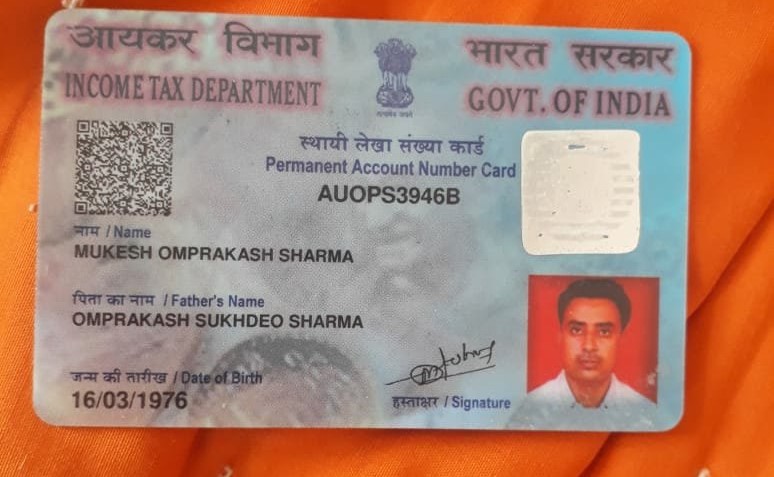 आयकर विभाग
INCOME TAX DEPARTMENT
भारत सरकार
GOVT. OF INDIA
स्थायी लेखा संख्या कार्ड
Permanent Account Number Card
AUOPS3946B
नाम / Name
MUKESH OMPRAKASH SHARMA
पिता का नाम / Father's Name
OMPRAKASH SUKHDEO SHARMA
जन्म की तारीख / Date of Birth
16/03/1976
हस्ताक्षर / Signature